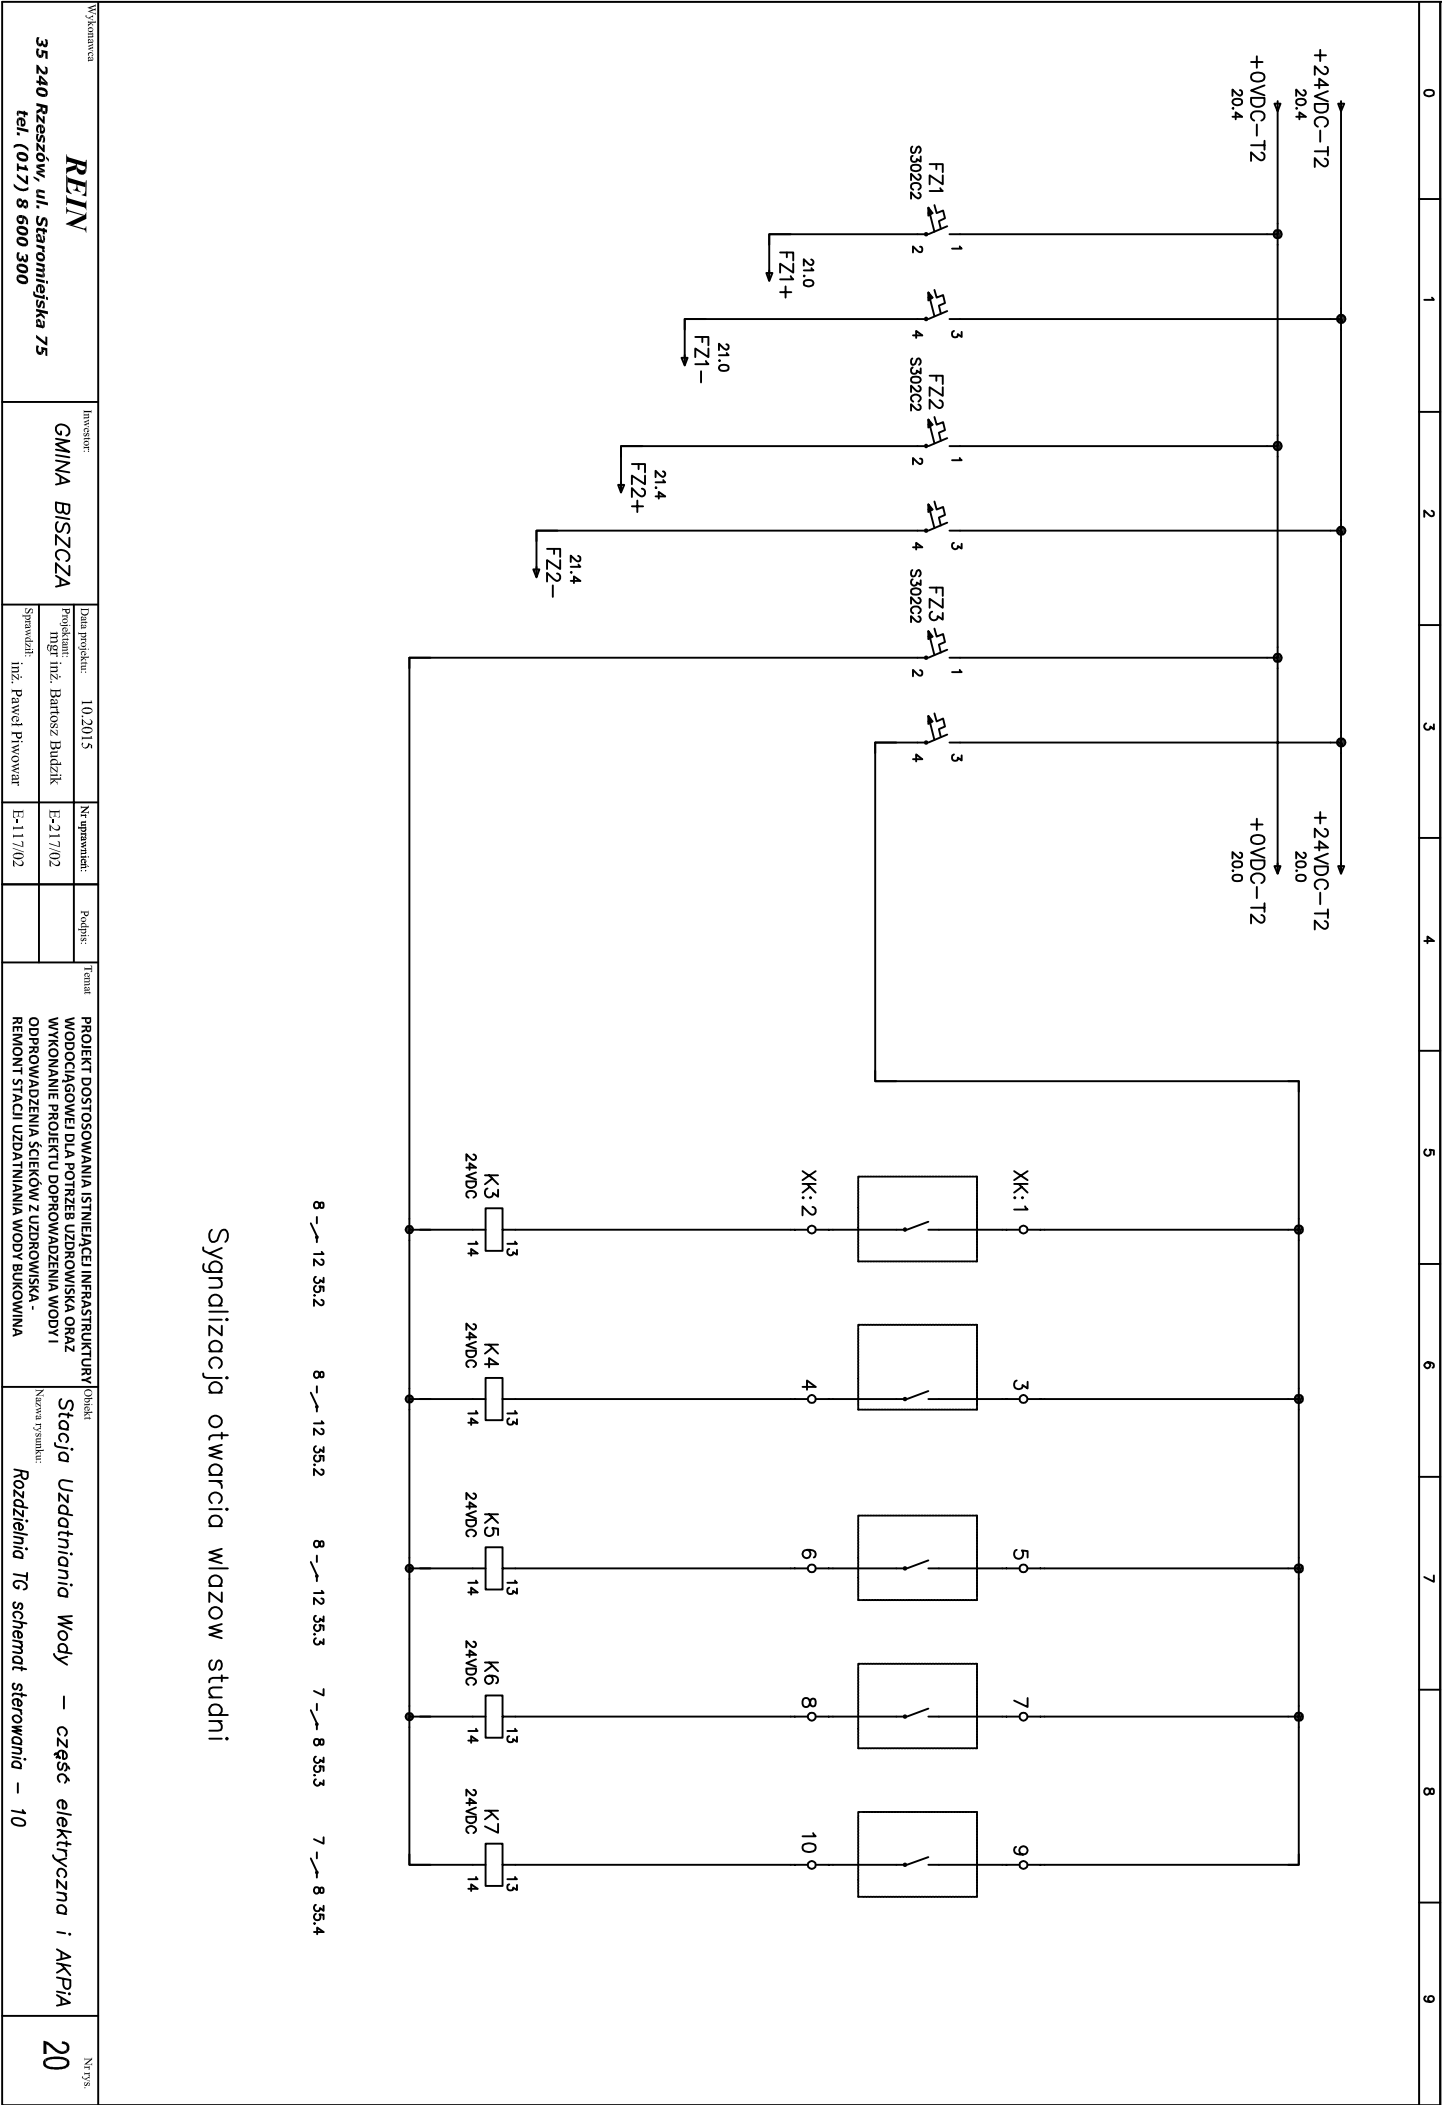 0 1 2 3 4 5 6 7 8 9
+24VDC-T2
20.4
+0VDC-T2
20.4
+24VDC-T2
20.0
+0VDC-T2
20.0
FZ1
S302C2
1
2
3
4
FZ2
S302C2
1
2
3
4
FZ3
S302C2
1
2
3
4
21.0
FZ1+
21.0
FZ1-
21.4
FZ2+
21.4
FZ2-
XK:1
3
5
7
9
XK:2
4
6
8
10
K3
24VDC
13
14
K4
24VDC
13
14
K5
24VDC
13
14
K6
24VDC
13
14
K7
24VDC
13
14
8 12 35.2
8 12 35.2
8 12 35.3
7 8 35.3
7 8 35.4
Sygnalizacja otwarcia wlazow studni
Wykonawca
REIN
35 240 Rzeszów, ul. Staromiejska 75
tel. (017) 8 600 300
Inwestor:
GMINA BISZCZA
Data projektu: 10.2015
Nr uprawnień:
Podpis:
Projektant:
mgr inż. Bartosz Budzik
E-217/02
Sprawdził:
inż. Paweł Piwowar
E-117/02
Temat
PROJEKT DOSTOSOWANIA ISTNIEJĄCEJ INFRASTRUKTURY
WODOCIĄGOWEJ DLA POTRZEB UZDROWISKA ORAZ
WYKONANIE PROJEKTU DOPROWADZENIA WODY I
ODPROWADZENIA ŚCIEKÓW Z UZDROWISKA -
REMONT STACJI UZDATNIANIA WODY BUKOWINA
Obiekt
Stacja Uzdatniania Wody - część elektryczna i AKPiA
Nazwa rysunku:
Rozdzielnia TG schemat sterowania - 10
Nr rys.
20